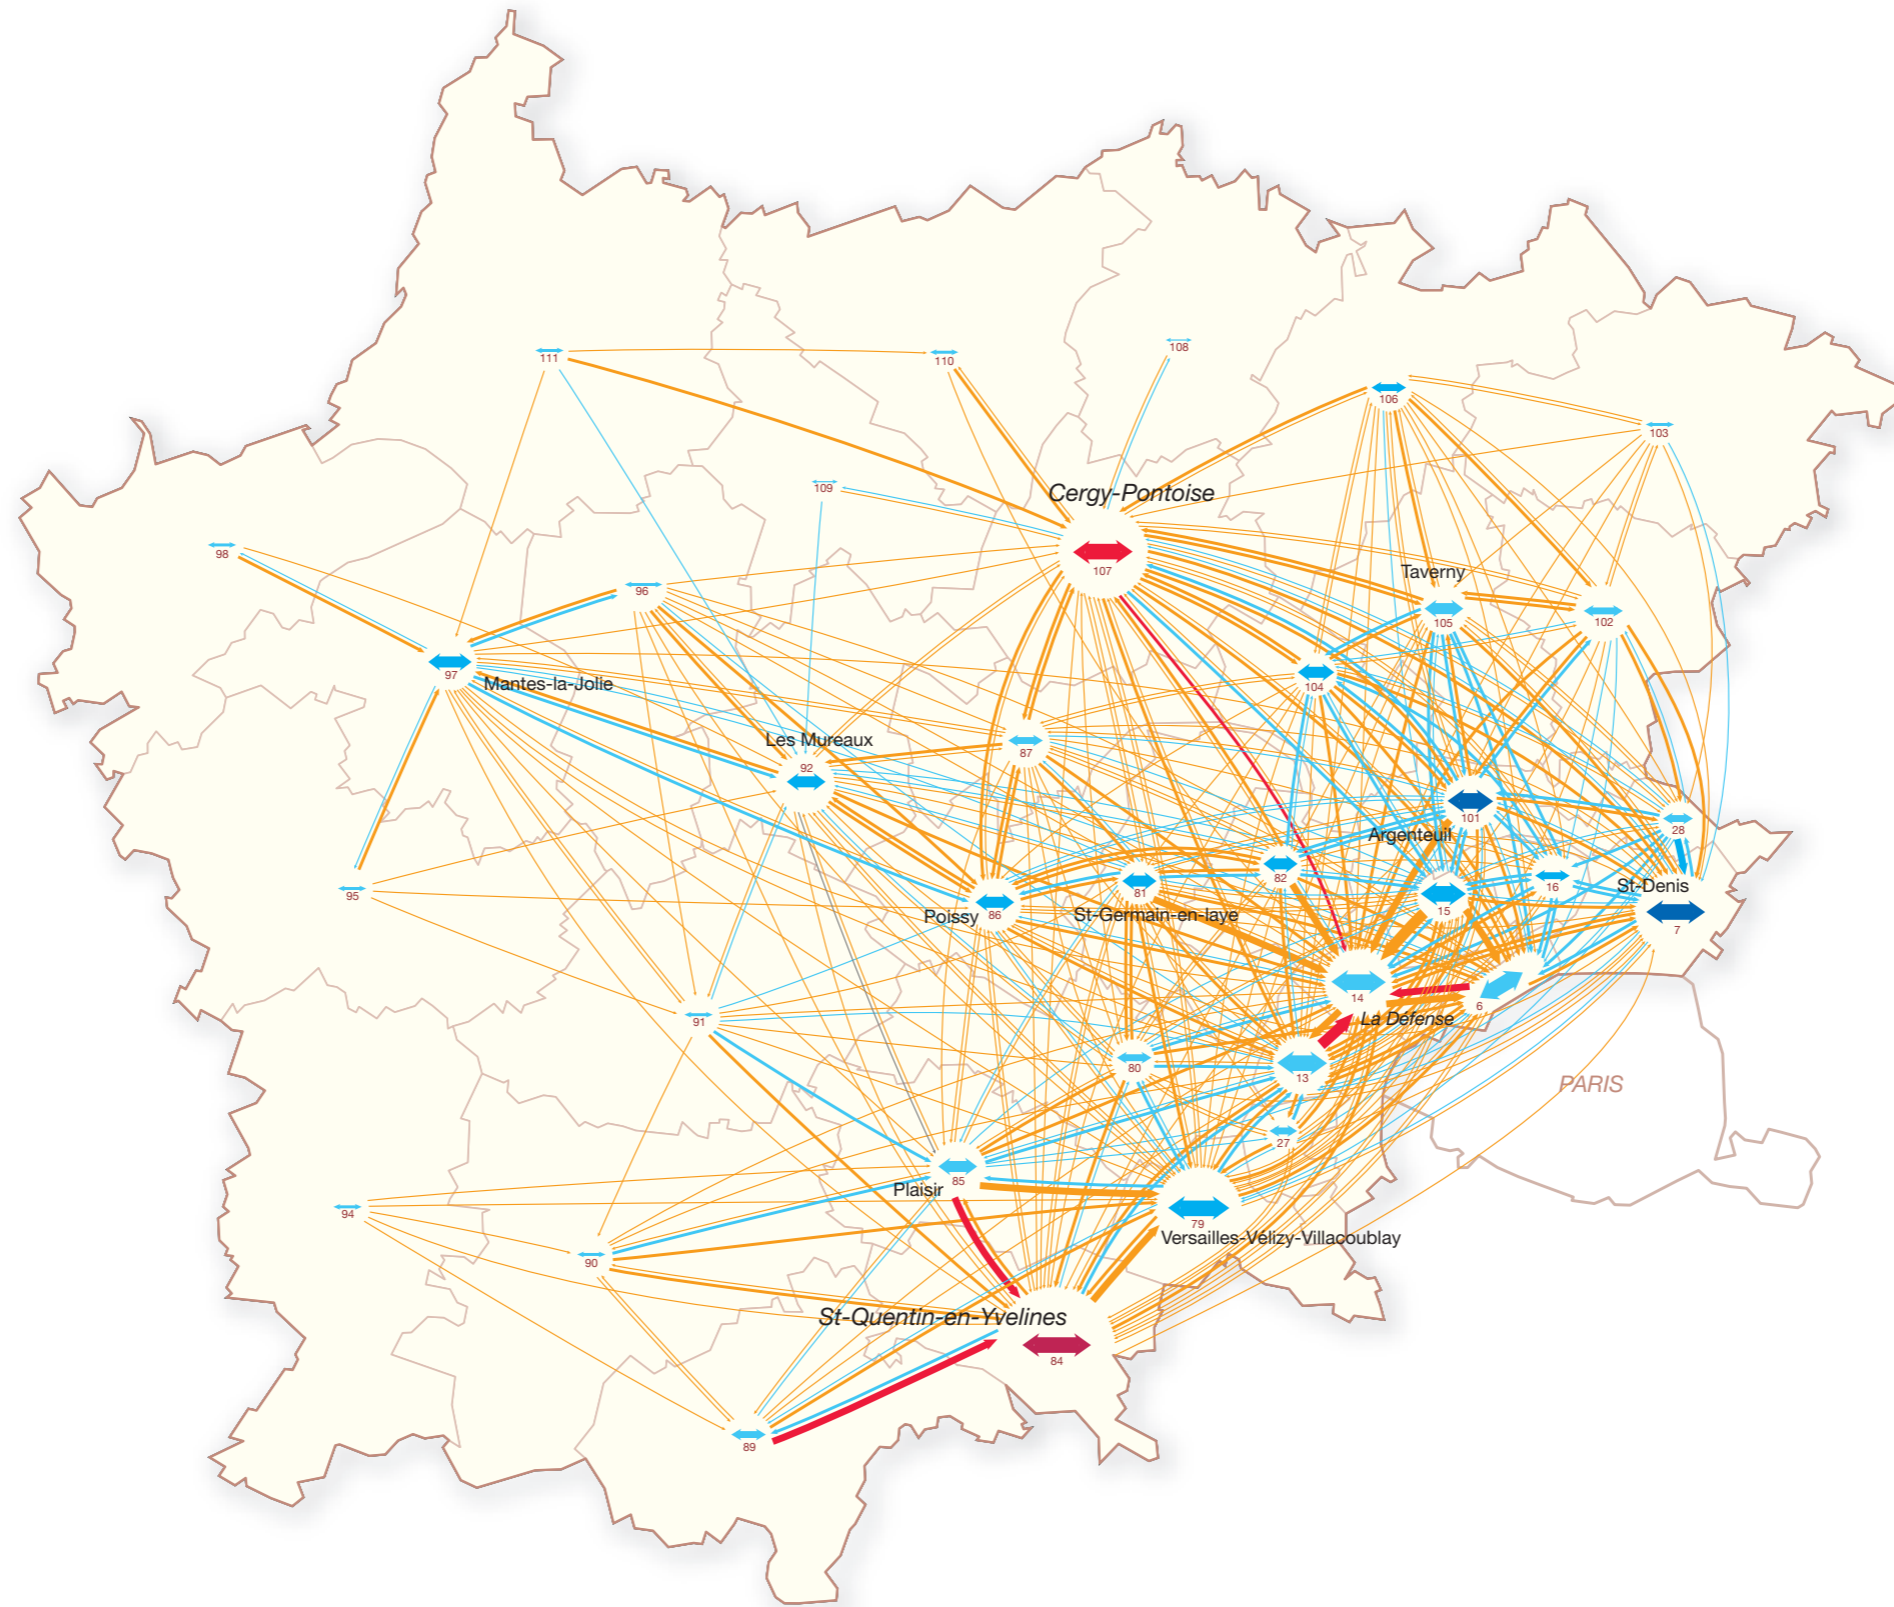 111
110
108
106
103
109
Cergy-Pontoise
107
98
96
Taverny
105
102
97
Mantes-la-Jolie
104
Les Mureaux
92
87
101
Argenteuil
28
82
81
16
St-Denis
95
Poissy
86
St-Germain-en-laye
15
7
14
6
La Défense
91
80
13
PARIS
27
85
Plaisir
94
79
Versailles-Vélizy-Villacoublay
90
St-Quentin-en-Yvelines
84
89